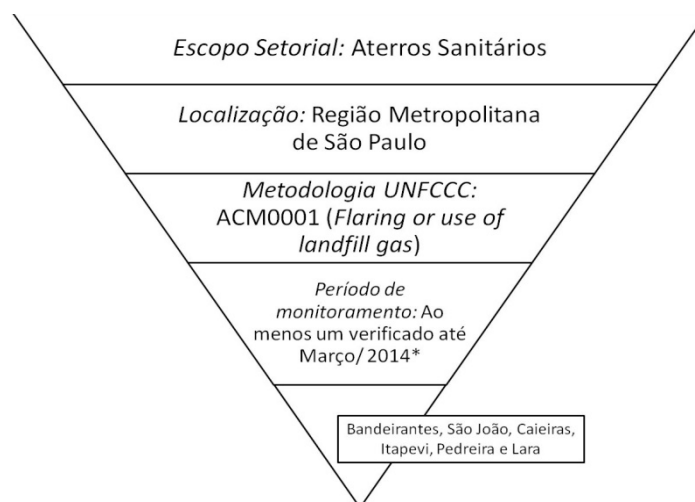 Escopo Setorial: Aterros Sanitários
Localização: Região Metropolitana
de São Paulo
Metodologia UNFCCC:
ACM0001 (Flaring or use of
landfill gas)
Período de
monitoramento: Ao
menos um verificado até
Março/ 2014*
Bandeirantes, São João, Caieiras,
Itapevi, Pedreira e Lara